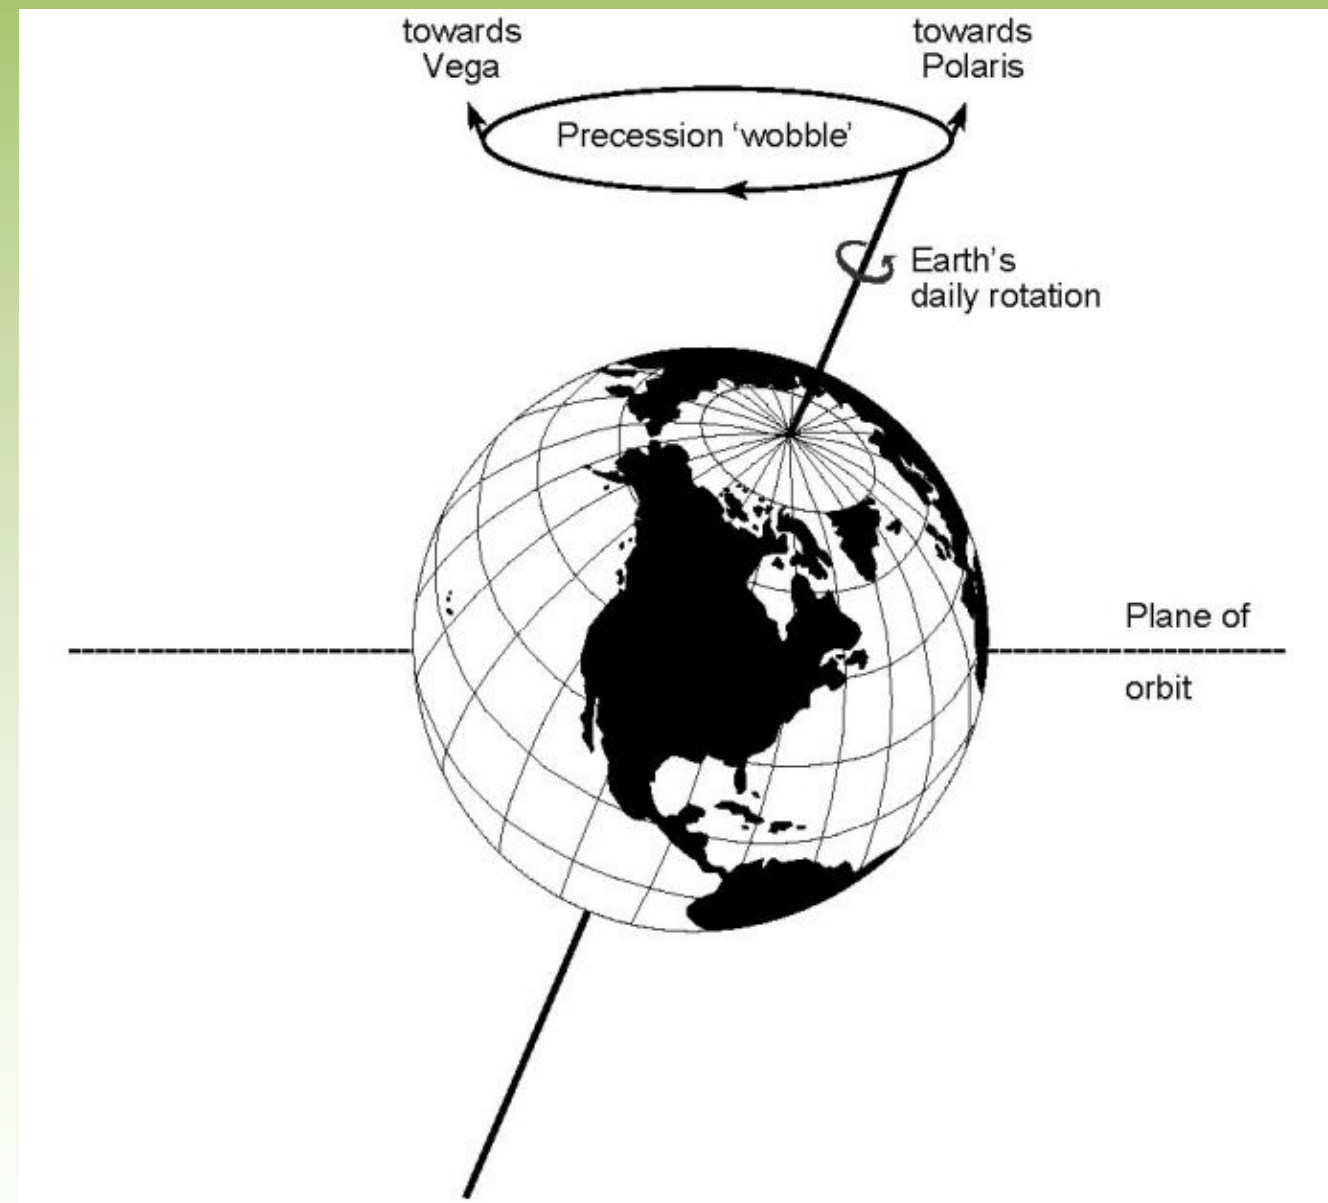 towards
Vega
towards
Polaris
Precession ‘wobble’
Earth’s
daily rotation
Plane of
orbit